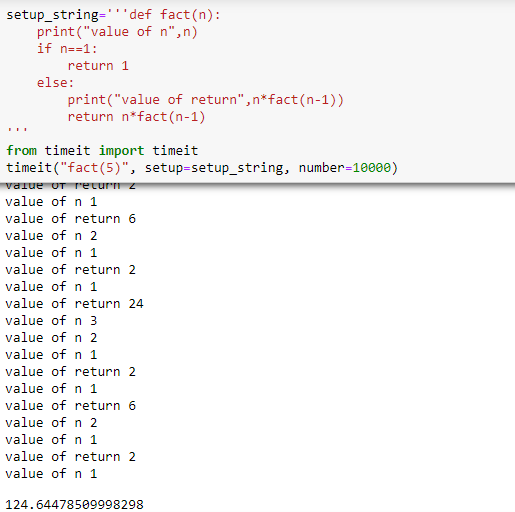 setup_string='''def fact(n):
    print("value of n",n)
    if n==1:
        return 1
    else:
        print("value of return",n*fact(n-1))
        return n*fact(n-1)
'''
from timeit import timeit
timeit("fact(5)", setup=setup_string, number=10000)
value of return 2
value of n 1
value of return 6
value of n 2
value of n 1
value of return 2
value of n 1
value of return 24
value of n 3
value of n 2
value of n 1
value of return 2
value of n 1
value of return 6
value of n 2
value of n 1
value of return 2
value of n 1
124.64478509998298